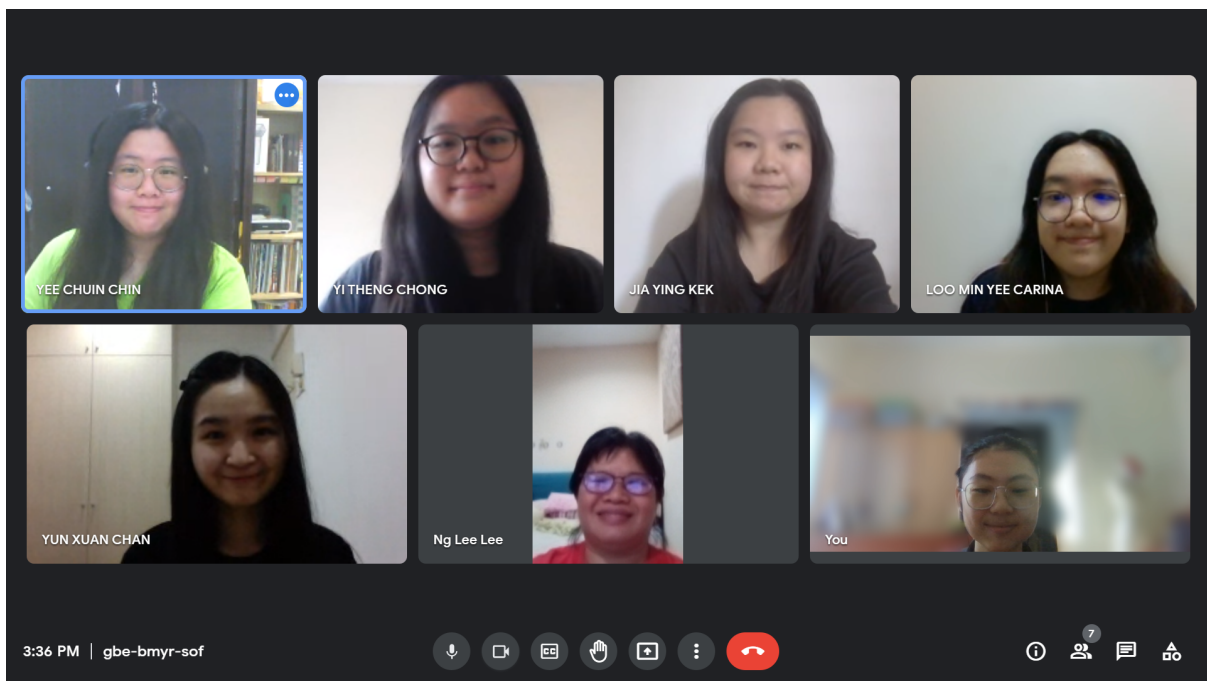 YEE CHUIN CHIN
YI THENG CHONG
JIA YING KEK
LOO MIN YEE CARINA
YUN XUAN CHAN
Ng Lee Lee
You
3:36 PM | gbe-bmyr-sof
CC
7